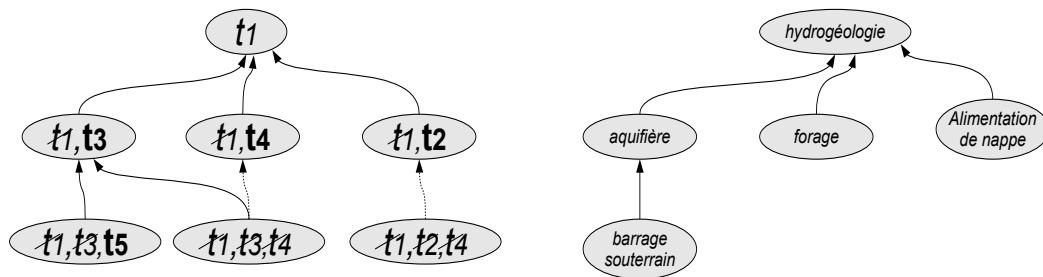 t1
hydrogéologie
t1,t3
t1,t4
t1,t2
aquifière
forage
Alimentation
de nappe
t1,t3,t5
t1,t3,t4
t1,t2,t4
barrage
souterrain